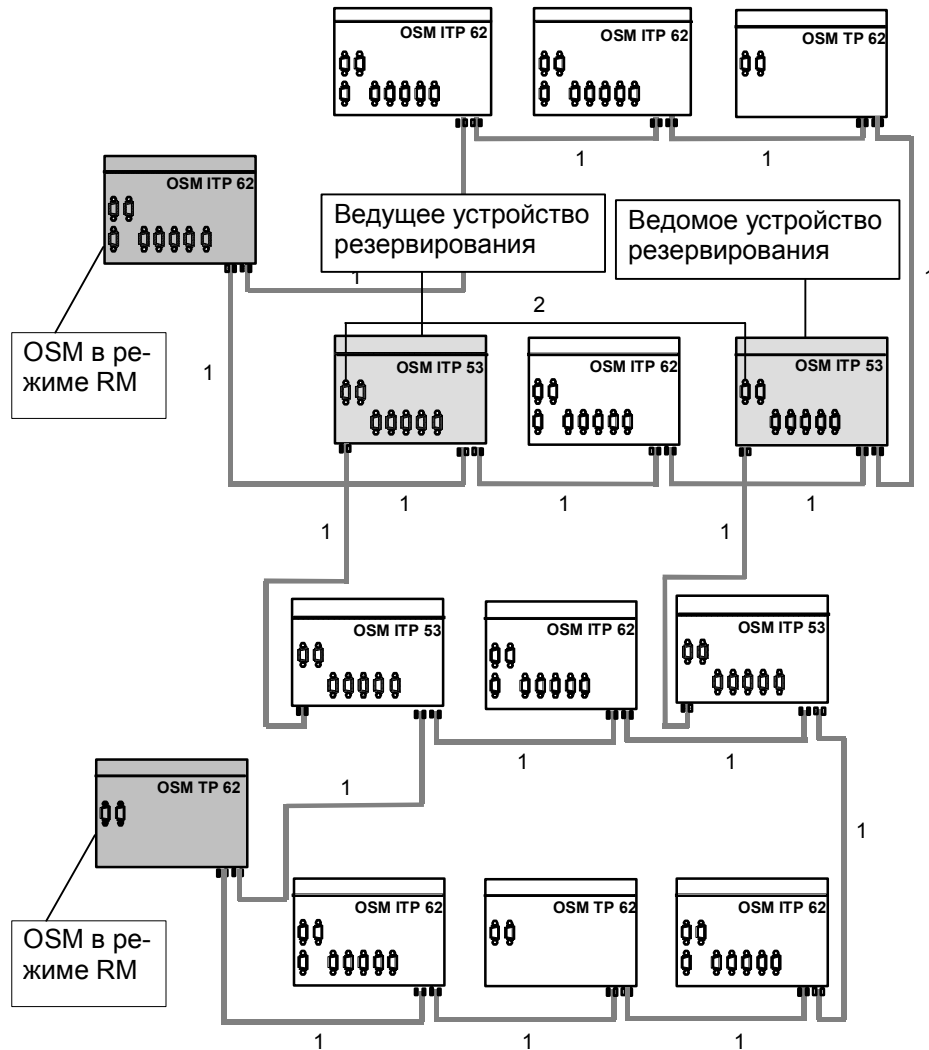 OSM ITP 62
OSM ITP 62
OSM TP 62
1
1
OSM ITP 62
Ведущее устройство
резервирования
Ведомое устройство
резервирования
1
1
2
OSM в ре-
жиме RM
1
OSM ITP 53
OSM ITP 62
OSM ITP 53
1
1
1
1
1
OSM ITP 53
OSM ITP 62
OSM ITP 53
1
1
OSM TP 62
1
1
OSM в ре-
жиме RM
OSM ITP 62
OSM TP 62
OSM ITP 62
1
1
1